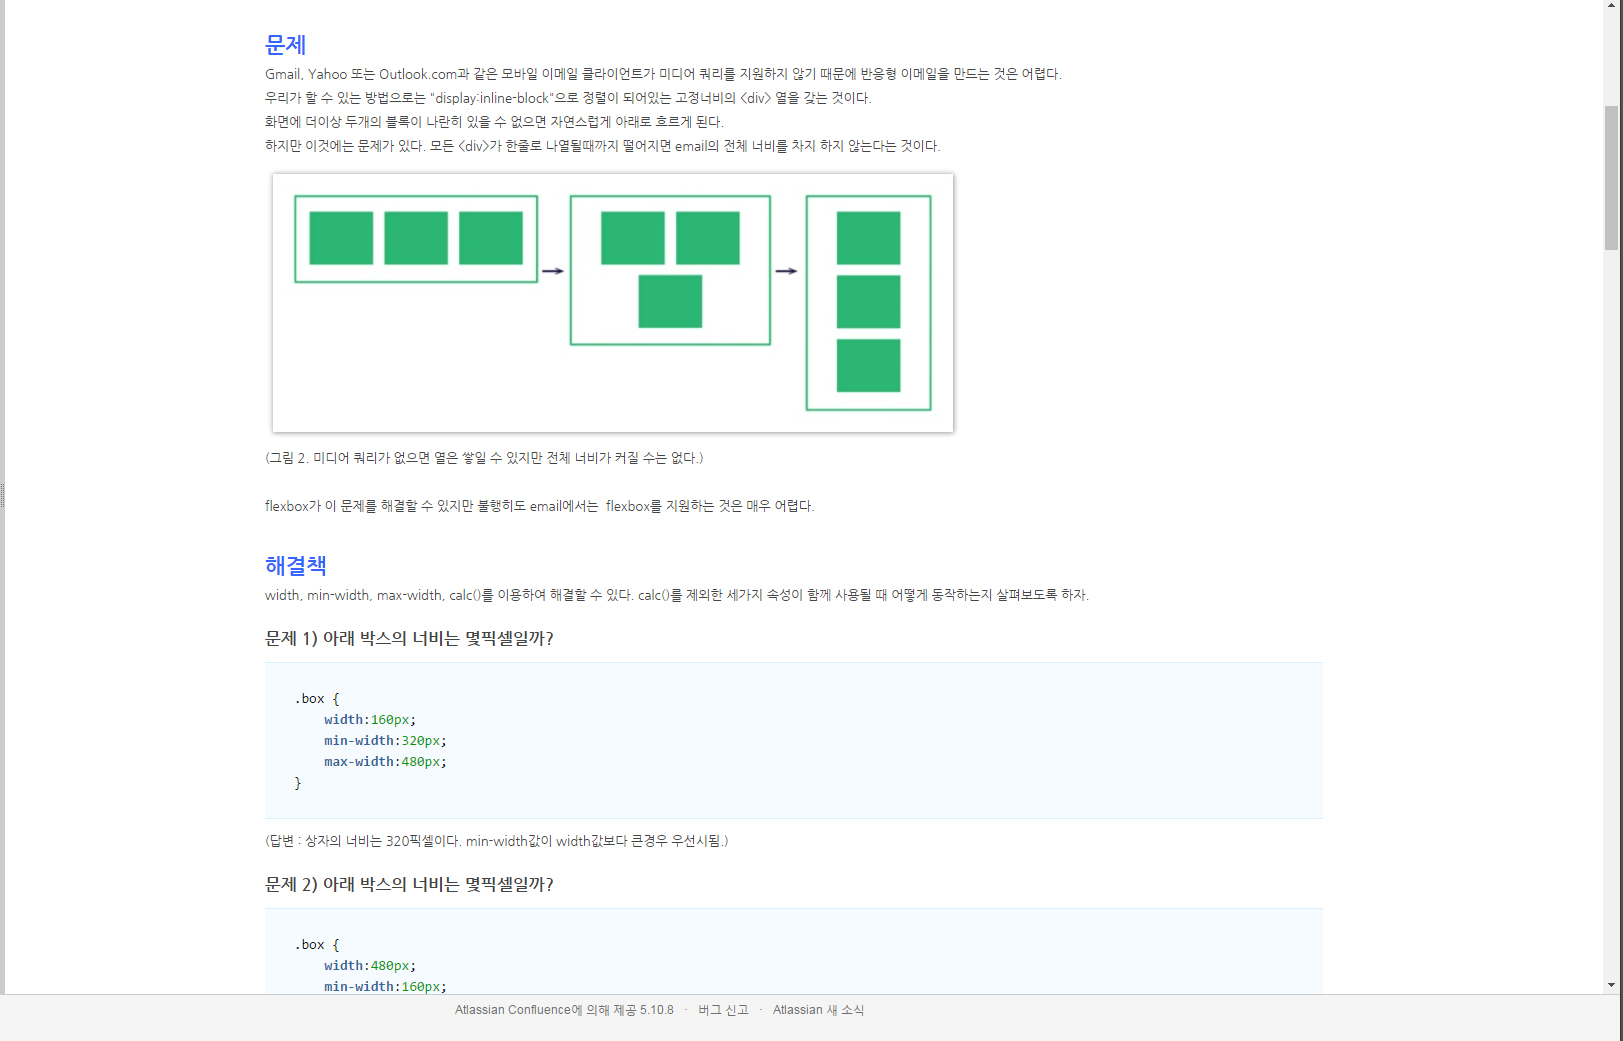 문제
Gmail, Yahoo 또는 Outlook.com과 같은 모바일 이메일 클라이언트가 미디어 쿼리를 지원하지 않기 때문에 반응형 이메일을 만드는 것은 어렵다.
우리가 할 수 있는 방법으로는 "display:inline-block"으로 정렬이 되어있는 고정너비의 <div> 열을 갖는 것이다.
화면에 더이상 두개의 블록이 나란히 있을 수 없으면 자연스럽게 아래로 흐르게 된다.
하지만 이것에는 문제가 있다. 모든 <div>가 한줄로 나열될때까지 떨어지면 email의 전체 너비를 차지 하지 않는다는 것이다.
(그림 2. 미디어 쿼리가 없으면 열은 쌓일 수 있지만 전체 너비가 커질 수는 없다.)
flexbox가 이 문제를 해결할 수 있지만 불행히도 email에서는 flexbox를 지원하는 것은 매우 어렵다.
해결책
width, min-width, max-width, calc()를 이용하여 해결할 수 있다. calc()를 제외한 세가지 속성이 함께 사용될 때 어떻게 동작하는지 살펴보도록 하자.
문제 1) 아래 박스의 너비는 몇픽셀일까?
.box {
width:160px;
min-width:320px;
max-width:480px;
}
(답변 : 상자의 너비는 320픽셀이다. min-width값이 width값보다 큰경우 우선시됨.)
문제 2) 아래 박스의 너비는 몇픽셀일까?
.box {
width:480px;
min-width:160px;
Atlassian Confluence에 의해 제공 5.10.8 · 버그 신고 · Atlassian 새 소식